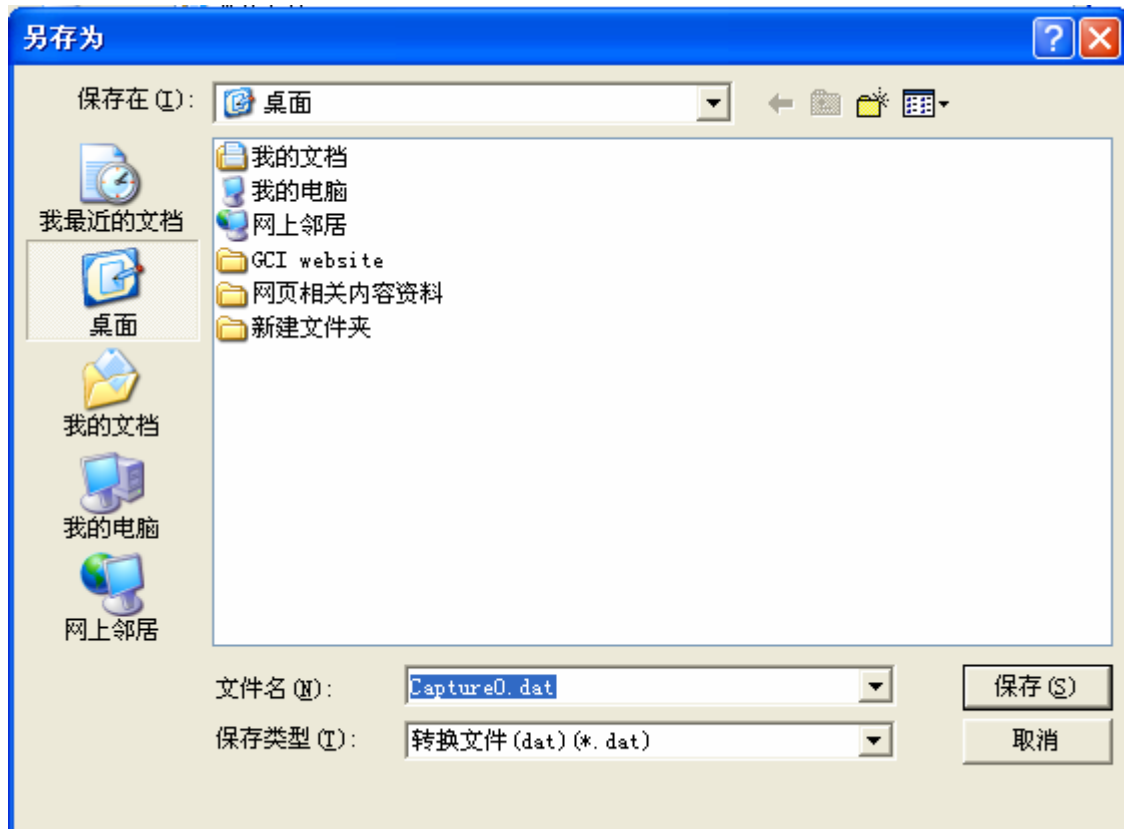 另存为
保存在(I):
桌面
我的文档
我的电脑
网上邻居
GCI website
网页相关内容资料
新建文件夹
我最近的文档
桌面
我的文档
我的电脑
网上邻居
文件名(N):
Capture0.dat
保存(S)
保存类型(T):
转换文件(dat)(*.dat)
取消